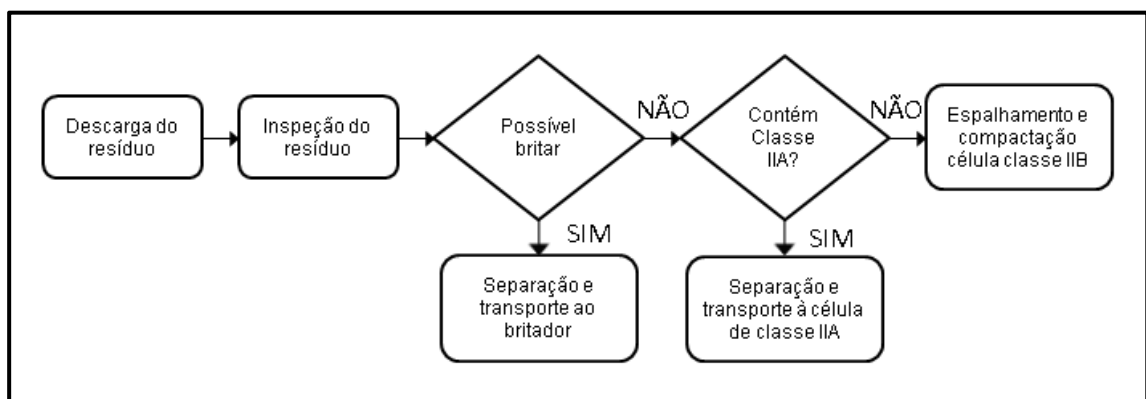 Descarga do
resíduo
Inspeção do
resíduo
Possível
britar
NÃO
Contém
Classe
IIA?
NÃO
Espalhamento e
compactação
célula classe IIB
SIM
Separação e
transporte ao
britador
SIM
Separação e
transporte à célula
de classe IIA